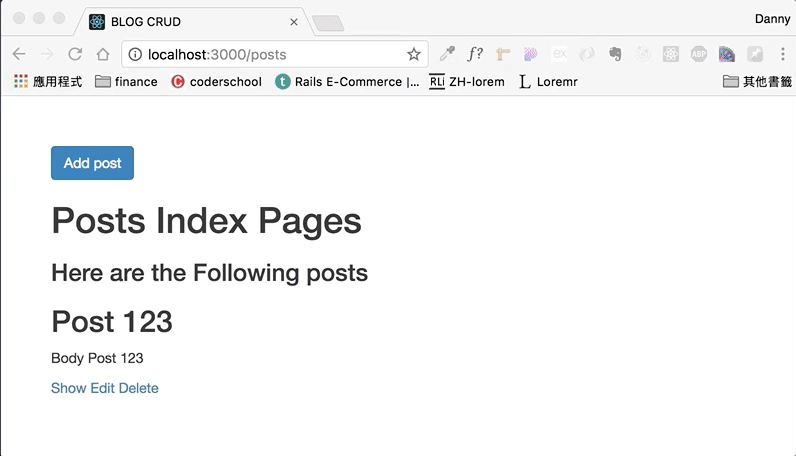 BLOG CRUD
Danny
localhost:3000/posts
f?
ABP
應用程式 finance coderschool Rails E-Commerce |... RLi ZH-lorem L Loremr 其他書籤
Add post
Posts Index Pages
Here are the Following posts
Post 123
Body Post 123
Show Edit Delete